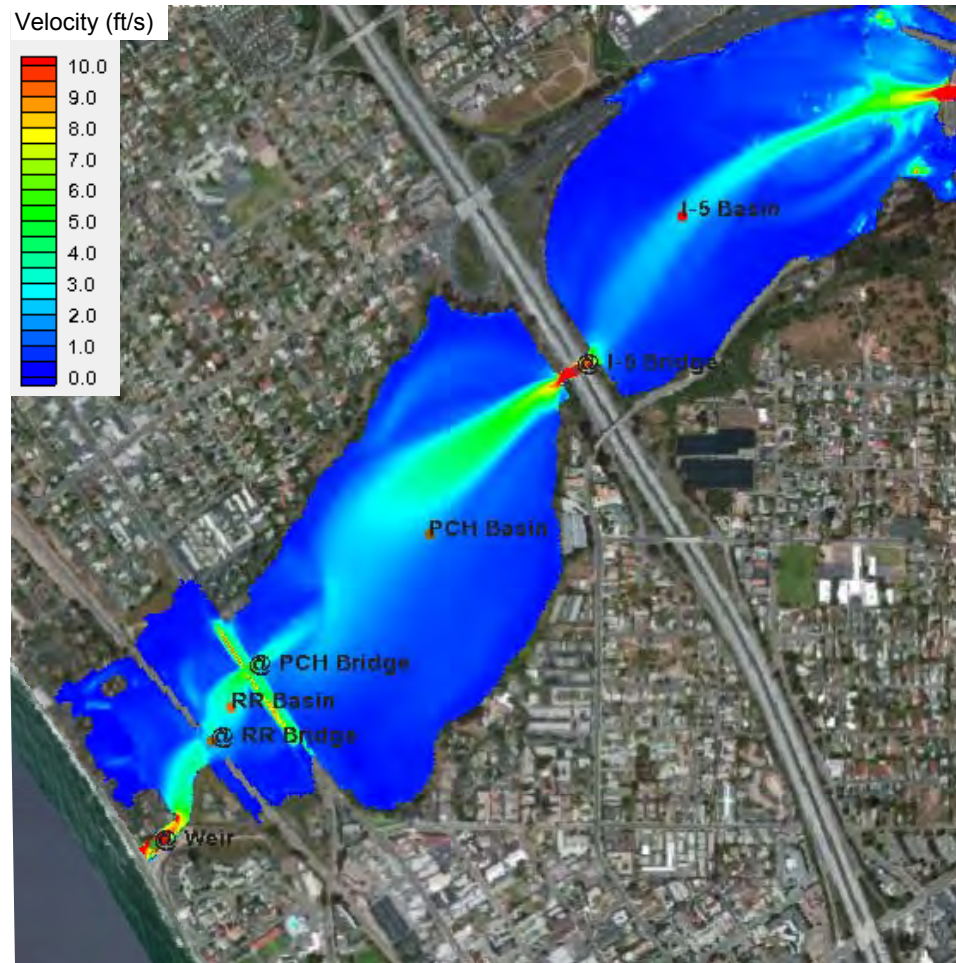 Velocity (ft/s)
10.0
9.0
8.0
7.0
6.0
5.0
4.0
3.0
2.0
1.0
0.0
I-5 Basin
@ I-5 Bridge
PCH Basin
@ PCH Bridge
RR Basin
@ RR Bridge
@ Weir